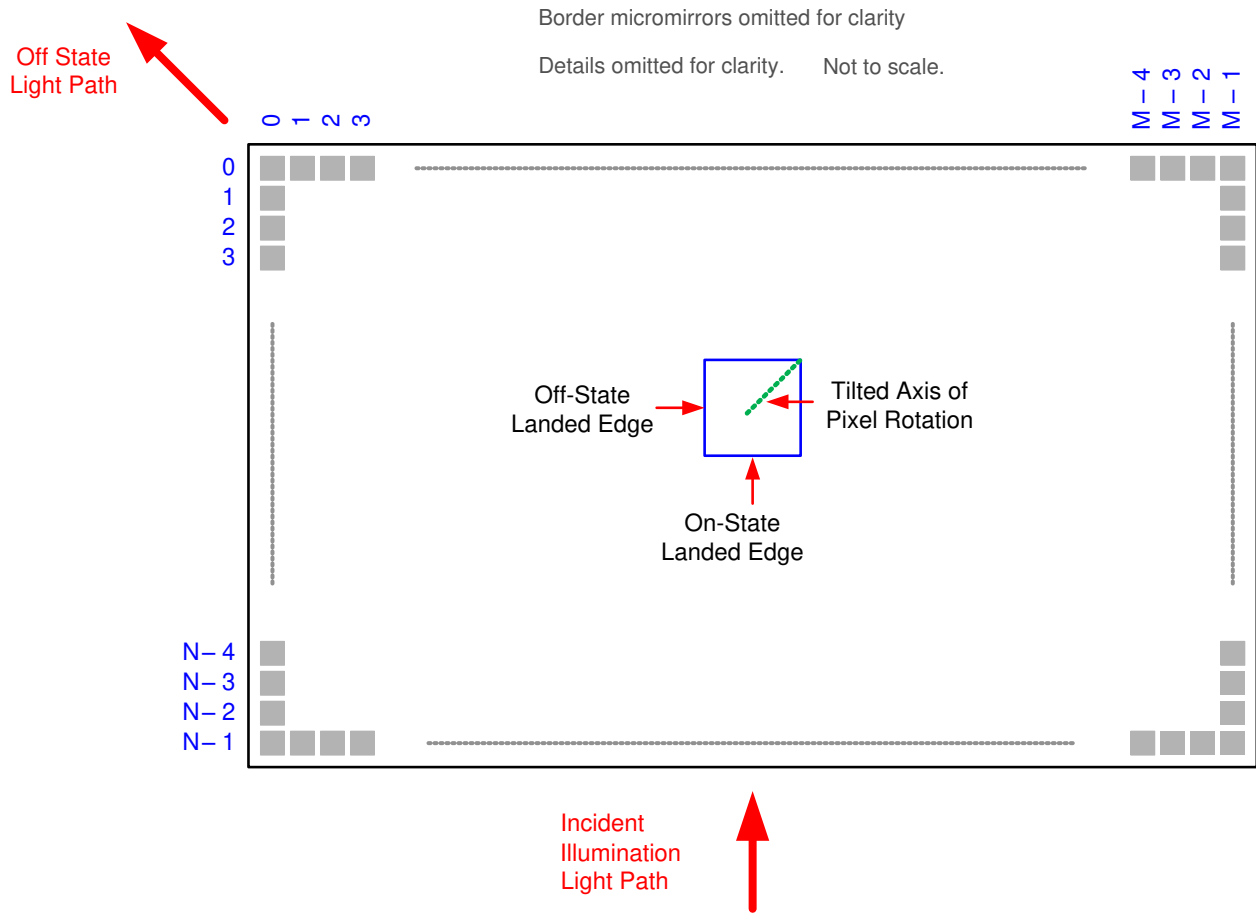 Border micromirrors omitted for clarity
Details omitted for clarity. Not to scale.
Off State
Light Path
0
1
2
3
M – 4
M – 3
M – 2
M – 1
0
1
2
3
Off-State
Landed Edge
Tilted Axis of
Pixel Rotation
On-State
Landed Edge
N – 4
N – 3
N – 2
N – 1
Incident
Illumination
Light Path